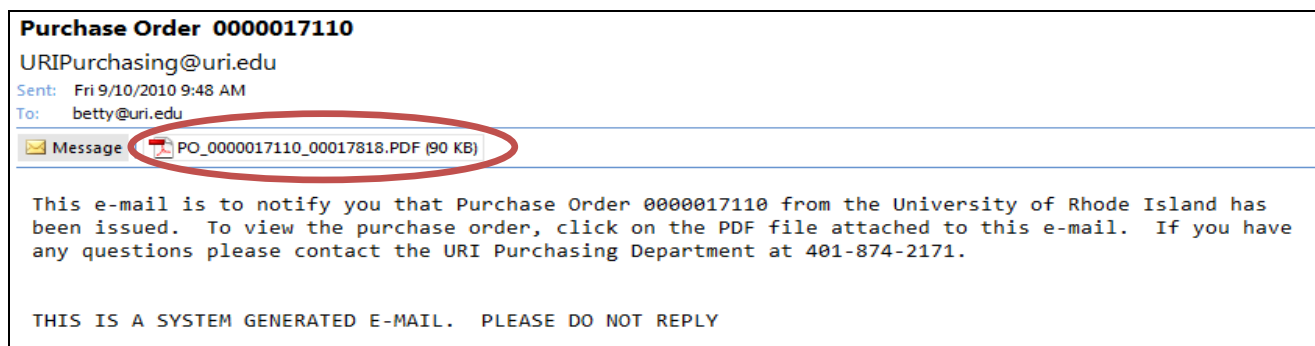 Purchase Order 0000017110
URIPurchasing@uri.edu
Sent: Fri 9/10/2010 9:48 AM
To: betty@uri.edu
Message PO_0000017110_00017818.PDF (90 KB)
This e-mail is to notify you that Purchase Order 0000017110 from the University of Rhode Island has
been issued. To view the purchase order, click on the PDF file attached to this e-mail. If you have
any questions please contact the URI Purchasing Department at 401-874-2171.
THIS IS A SYSTEM GENERATED E-MAIL. PLEASE DO NOT REPLY